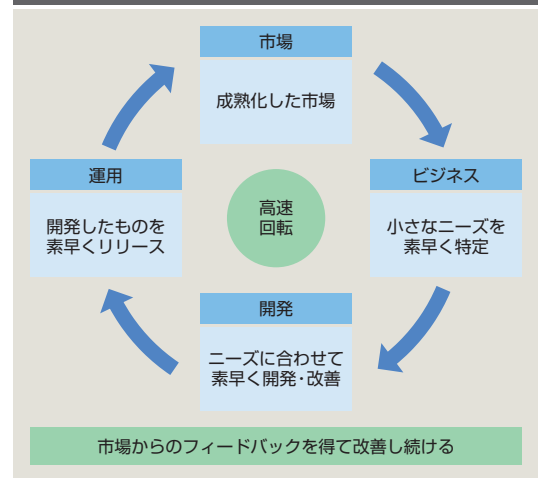 市場
成熟化した市場
ビジネス
小さなニーズを
素早く特定
開発
ニーズに合わせて
素早く開発･改善
運用
開発したものを
素早くリリース
高速
回転
市場からのフィードバックを得て改善し続ける